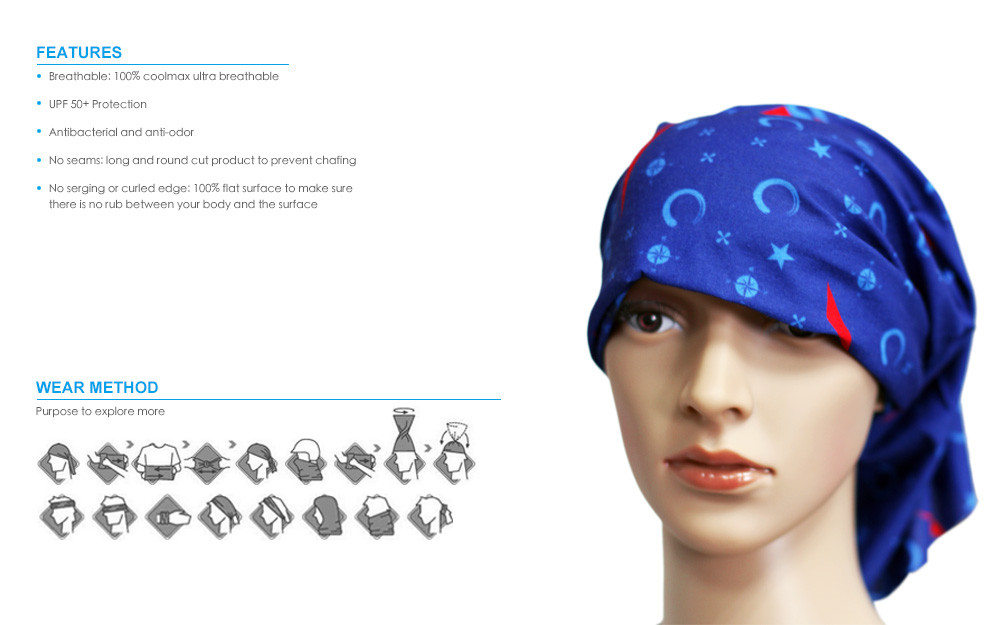 FEATURES
• Breathable: 100% coolmax ultra breathable
• UPF 50+ Protection
• Antibacterial and anti-odor
• No seams: long and round cut product to prevent chafing
• No serging or curled edge: 100% flat surface to make sure
there is no rub between your body and the surface
WEAR METHOD
Purpose to explore more